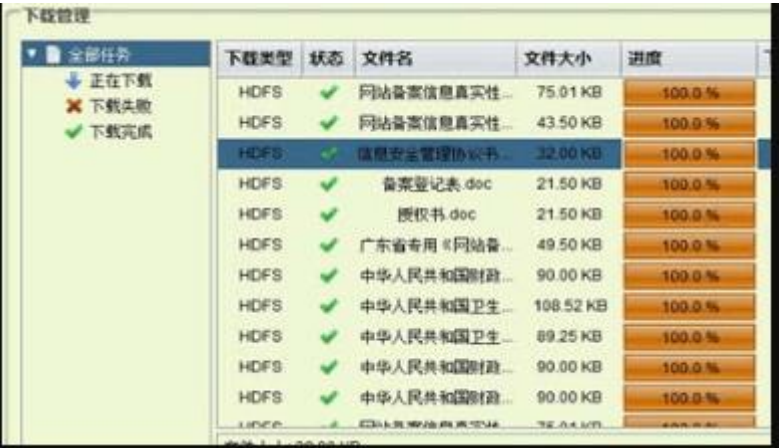 下载管理
全部任务
正在下载
下载失败
下载完成
下载类型 状态 文件名 文件大小 进度
HDFS 网站备案信息真实性... 75.01 KB 100.0 %
HDFS 网站备案信息真实性... 43.50 KB 100.0 %
HDFS 信息安全管理协议书... 32.00 KB 100.0 %
HDFS 备案登记表.doc 21.50 KB 100.0 %
HDFS 授权书.doc 21.50 KB 100.0 %
HDFS 广东省专用《网站备... 49.50 KB 100.0 %
HDFS 中华人民共和国财政... 90.00 KB 100.0 %
HDFS 中华人民共和国卫生... 108.52 KB 100.0 %
HDFS 中华人民共和国卫生... 89.25 KB 100.0 %
HDFS 中华人民共和国财政... 90.00 KB 100.0 %
HDFS 中华人民共和国财政... 90.00 KB 100.0 %